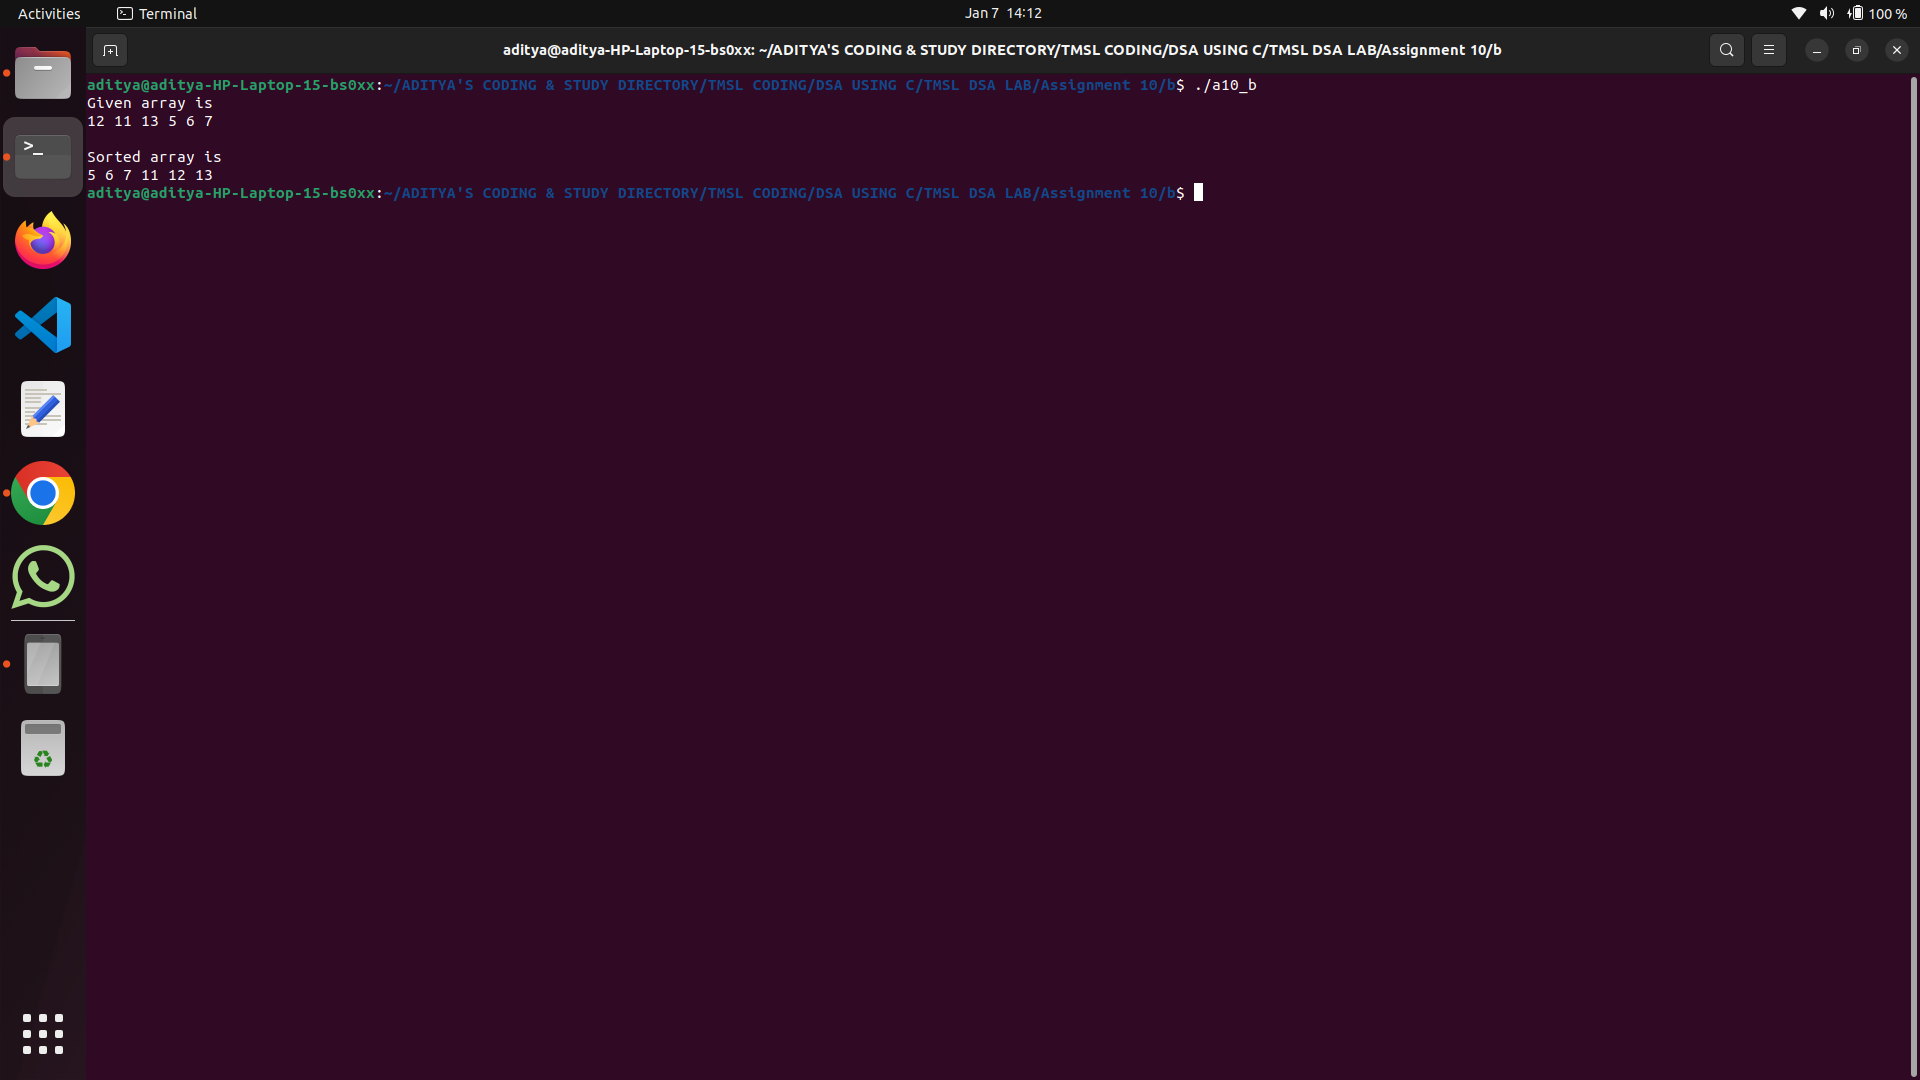 Activities Terminal Jan 7 14:12 100 %
aditya@aditya-HP-Laptop-15-bs0xx: ~/ADITYA'S CODING & STUDY DIRECTORY/TMSL CODING/DSA USING C/TMSL DSA LAB/Assignment 10/b
aditya@aditya-HP-Laptop-15-bs0xx:~/ADITYA'S CODING & STUDY DIRECTORY/TMSL CODING/DSA USING C/TMSL DSA LAB/Assignment 10/b$ ./a10_b
Given array is
12 11 13 5 6 7
Sorted array is
5 6 7 11 12 13
aditya@aditya-HP-Laptop-15-bs0xx:~/ADITYA'S CODING & STUDY DIRECTORY/TMSL CODING/DSA USING C/TMSL DSA LAB/Assignment 10/b$